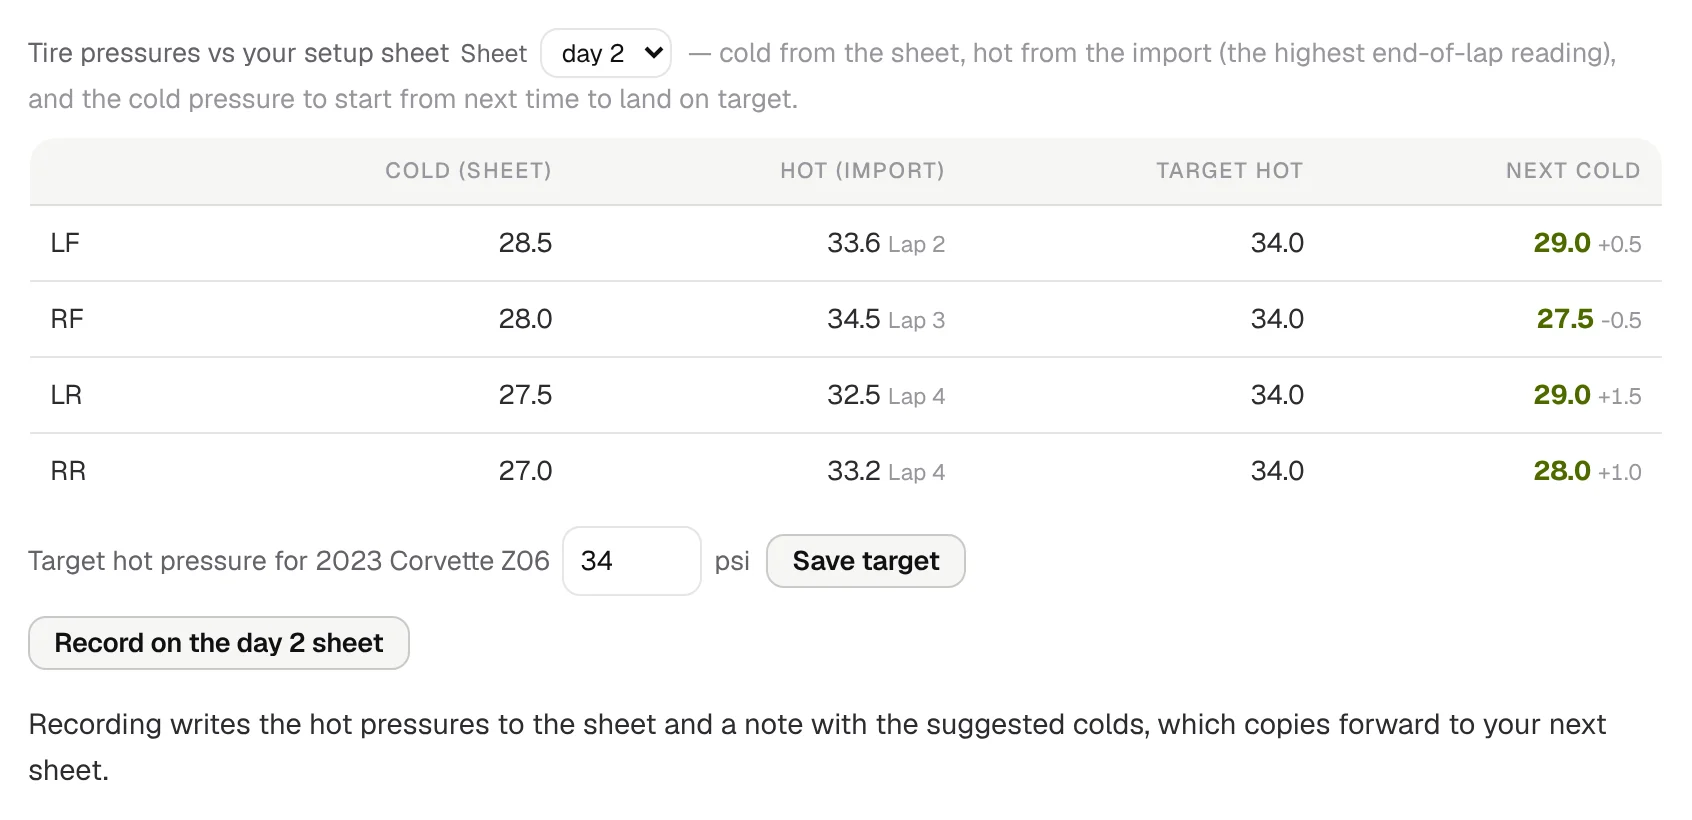 Tire pressures vs your setup sheet Sheet day 2 — cold from the sheet, hot from the import (the highest end-of-lap reading),
and the cold pressure to start from next time to land on target.
COLD (SHEET) HOT (IMPORT) TARGET HOT NEXT COLD
LF 28.5 33.6 Lap 2 34.0 29.0 +0.5
RF 28.0 34.5 Lap 3 34.0 27.5 -0.5
LR 27.5 32.5 Lap 4 34.0 29.0 +1.5
RR 27.0 33.2 Lap 4 34.0 28.0 +1.0
Target hot pressure for 2023 Corvette Z06 34 psi Save target
Record on the day 2 sheet
Recording writes the hot pressures to the sheet and a note with the suggested colds, which copies forward to your next
sheet.